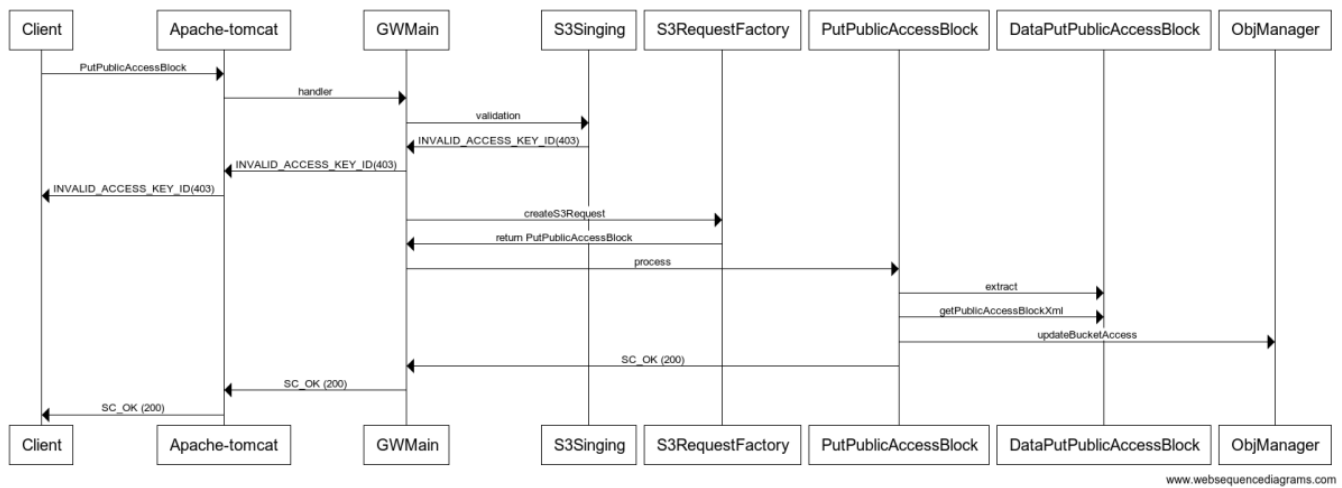 Client Apache-tomcat GWMain S3Singing S3RequestFactory PutPublicAccessBlock DataPutPublicAccessBlock ObjManager
PutPublicAccessBlock
handler
validation
INVALID_ACCESS_KEY_ID(403)
INVALID_ACCESS_KEY_ID(403)
INVALID_ACCESS_KEY_ID(403)
createS3Request
return PutPublicAccessBlock
process
extract
getPublicAccessBlockXml
updateBucketAccess
SC_OK (200)
SC_OK (200)
SC_OK (200)
Client Apache-tomcat GWMain S3Singing S3RequestFactory PutPublicAccessBlock DataPutPublicAccessBlock ObjManager
www.websequencediagrams.com